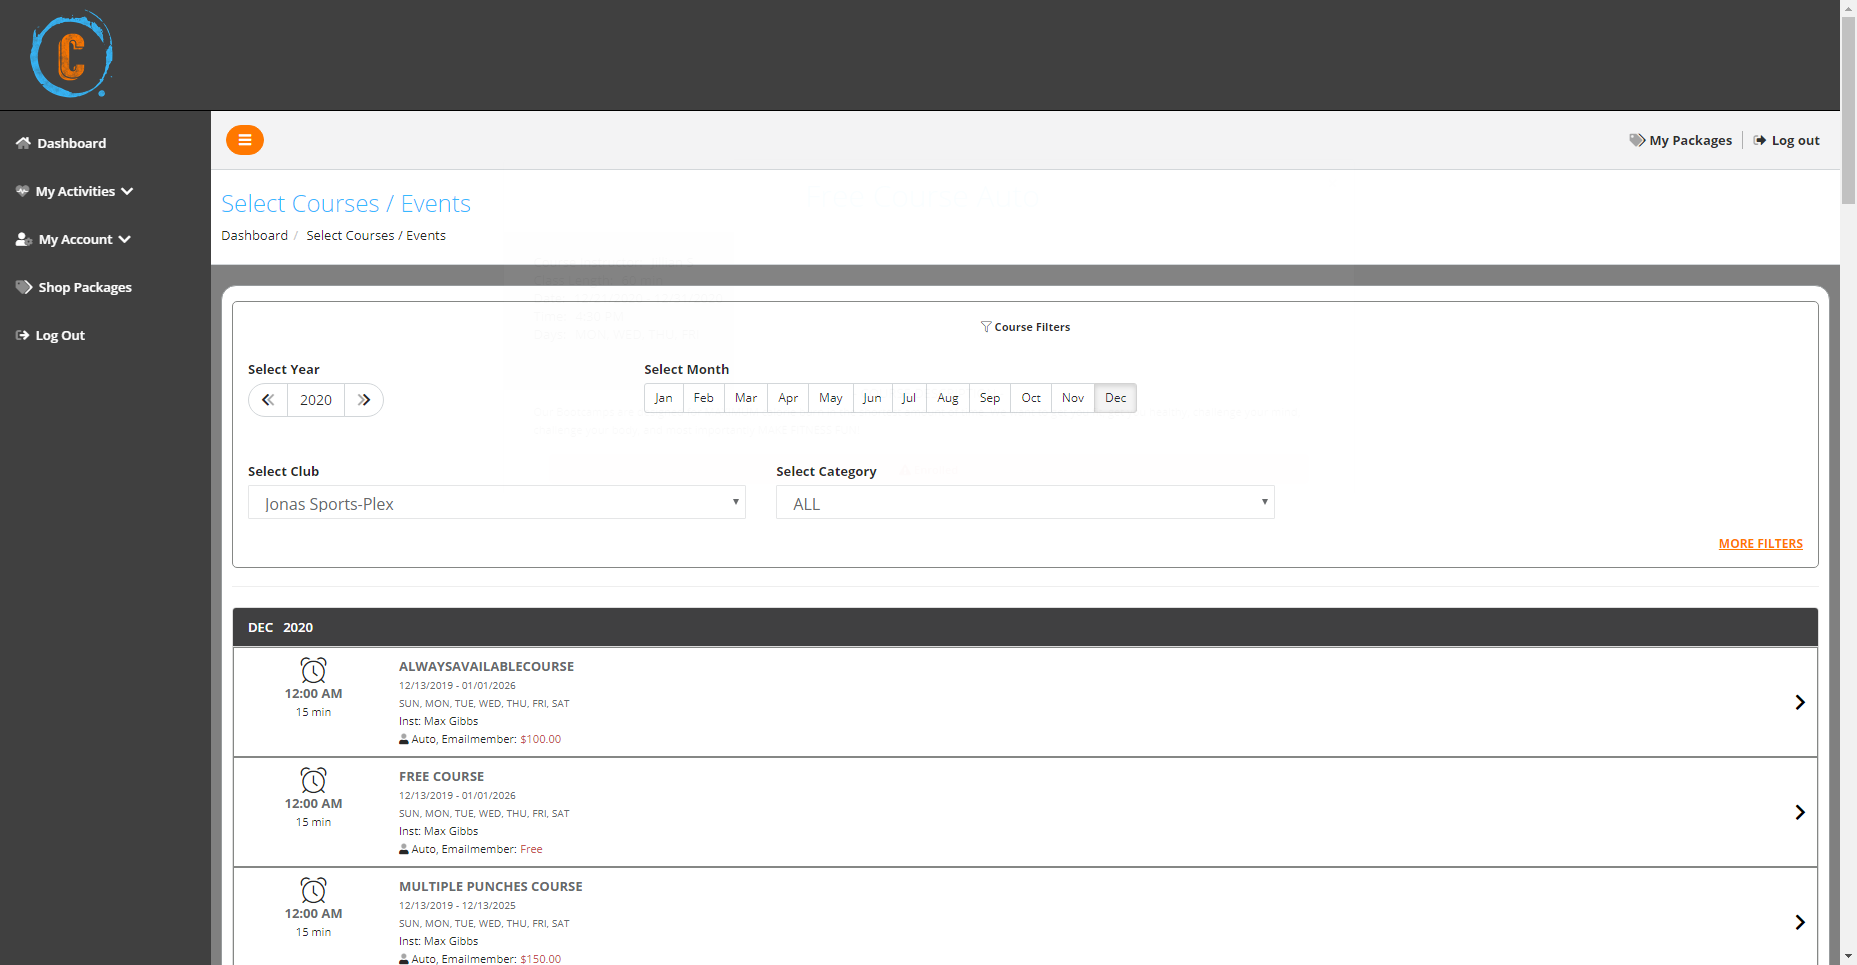 C
Dashboard
My Activities
My Account
Shop Packages
Log Out
My Packages
Log out
Select Courses / Events
Dashboard / Select Courses / Events
Course Filters
Select Year
2020
Select Month
Jan Feb Mar Apr May Jun Jul Aug Sep Oct Nov Dec
Select Club
Jonas Sports-Plex
Select Category
ALL
MORE FILTERS
DEC 2020
12:00 AM
15 min
ALWAYSAVAILABLECOURSE
12/13/2019 - 01/01/2026
SUN, MON, TUE, WED, THU, FRI, SAT
Inst: Max Gibbs
Auto, Emailmember: $100.00
12:00 AM
15 min
FREE COURSE
12/13/2019 - 01/01/2026
SUN, MON, TUE, WED, THU, FRI, SAT
Inst: Max Gibbs
Auto, Emailmember: Free
12:00 AM
15 min
MULTIPLE PUNCHES COURSE
12/13/2019 - 12/13/2025
SUN, MON, TUE, WED, THU, FRI, SAT
Inst: Max Gibbs
Auto, Emailmember: $150.00